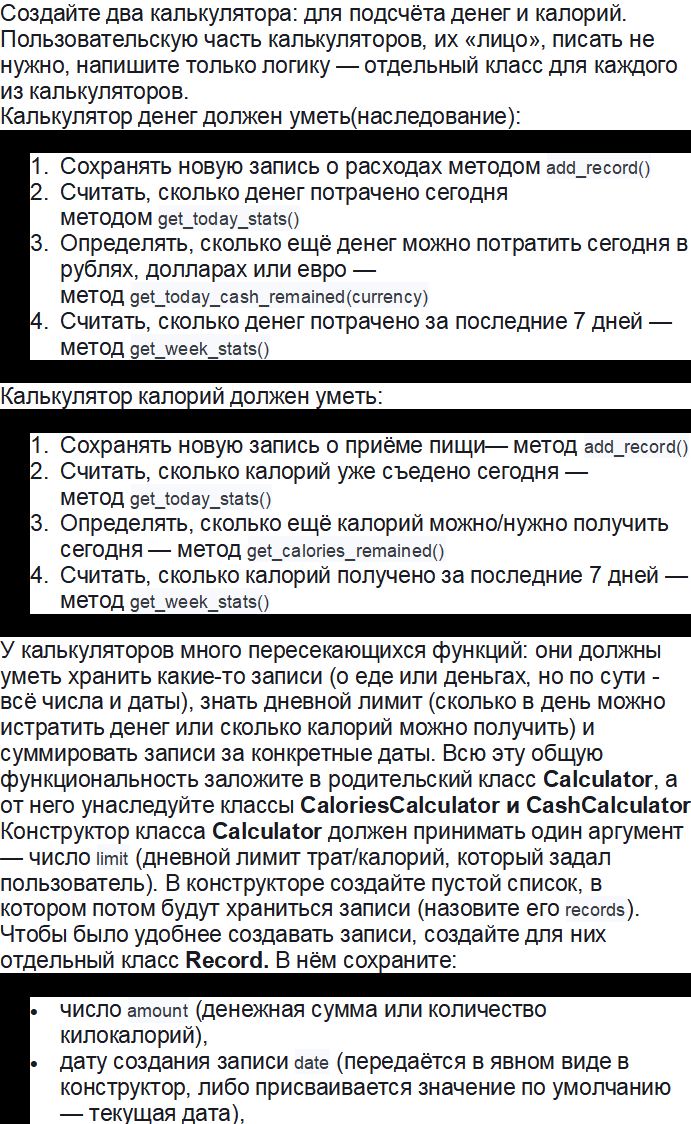 Создайте два калькулятора: для подсчёта денег и калорий.
Пользовательскую часть калькуляторов, их «лицо», писать не
нужно, напишите только логику — отдельный класс для каждого
из калькуляторов.
Калькулятор денег должен уметь(наследование):
1. Сохранять новую запись о расходах методом add_record()
2. Считать, сколько денег потрачено сегодня
методом get_today_stats()
3. Определять, сколько ещё денег можно потратить сегодня в
рублях, долларах или евро —
метод get_today_cash_remained(currency)
4. Считать, сколько денег потрачено за последние 7 дней —
метод get_week_stats()
Калькулятор калорий должен уметь:
1. Сохранять новую запись о приёме пищи— метод add_record()
2. Считать, сколько калорий уже съедено сегодня —
метод get_today_stats()
3. Определять, сколько ещё калорий можно/нужно получить
сегодня — метод get_calories_remained()
4. Считать, сколько калорий получено за последние 7 дней —
метод get_week_stats()
У калькуляторов много пересекающихся функций: они должны
уметь хранить какие-то записи (о еде или деньгах, но по сути -
всё числа и даты), знать дневной лимит (сколько в день можно
истратить денег или сколько калорий можно получить) и
суммировать записи за конкретные даты. Всю эту общую
функциональность заложите в родительский класс Calculator, а
от него унаследуйте классы CaloriesCalculator и CashCalculator
Конструктор класса Calculator должен принимать один аргумент
— число limit (дневной лимит трат/калорий, который задал
пользователь). В конструкторе создайте пустой список, в
котором потом будут храниться записи (назовите его records).
Чтобы было удобнее создавать записи, создайте для них
отдельный класс Record. В нём сохраните:
• число amount (денежная сумма или количество
килокалорий),
• дату создания записи date (передаётся в явном виде в
конструктор, либо присваивается значение по умолчанию
— текущая дата),